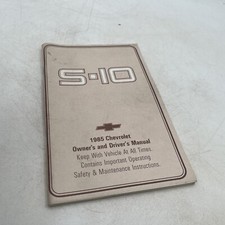 S-10
1985 Chevrolet
Owner's and Driver's Manual
Keep With Vehicle At All Times.
Contains Important Operating
Safety & Maintenance Instructions.